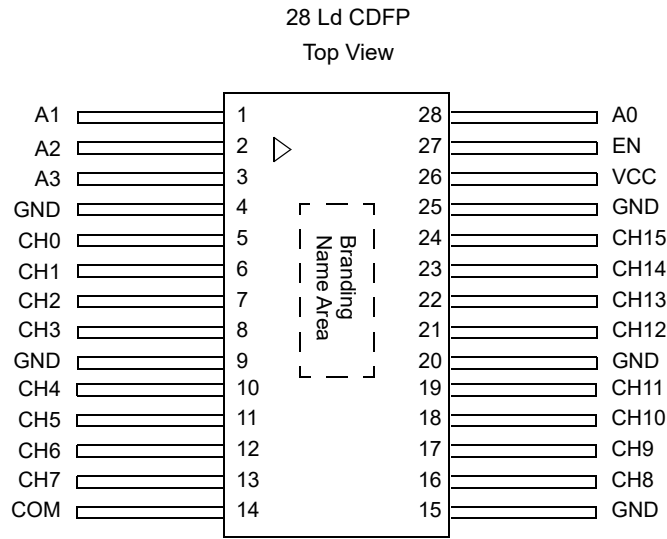 28 Ld CDFP
Top View
A1 1 28 A0
A2 2 27 EN
A3 3 26 VCC
GND 4 25 GND
CH0 5 24 CH15
CH1 6 23 CH14
CH2 7 22 CH13
CH3 8 21 CH12
GND 9 20 GND
CH4 10 19 CH11
CH5 11 18 CH10
CH6 12 17 CH9
CH7 13 16 CH8
COM 14 15 GND
Branding
Name Area